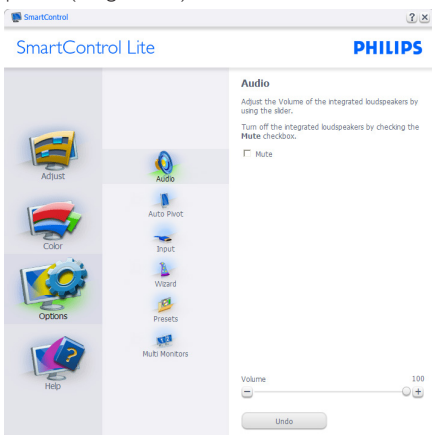 SmartControl
SmartControl Lite
PHILIPS
Adjust
Color
Options
Help
Audio
Auto Pivot
Input
Wizard
Presets
Multi Monitors
Audio
Adjust the Volume of the integrated loudspeakers by
using the slider.
Turn off the integrated loudspeakers by checking the
Mute checkbox.
Mute
Volume 100
Undo